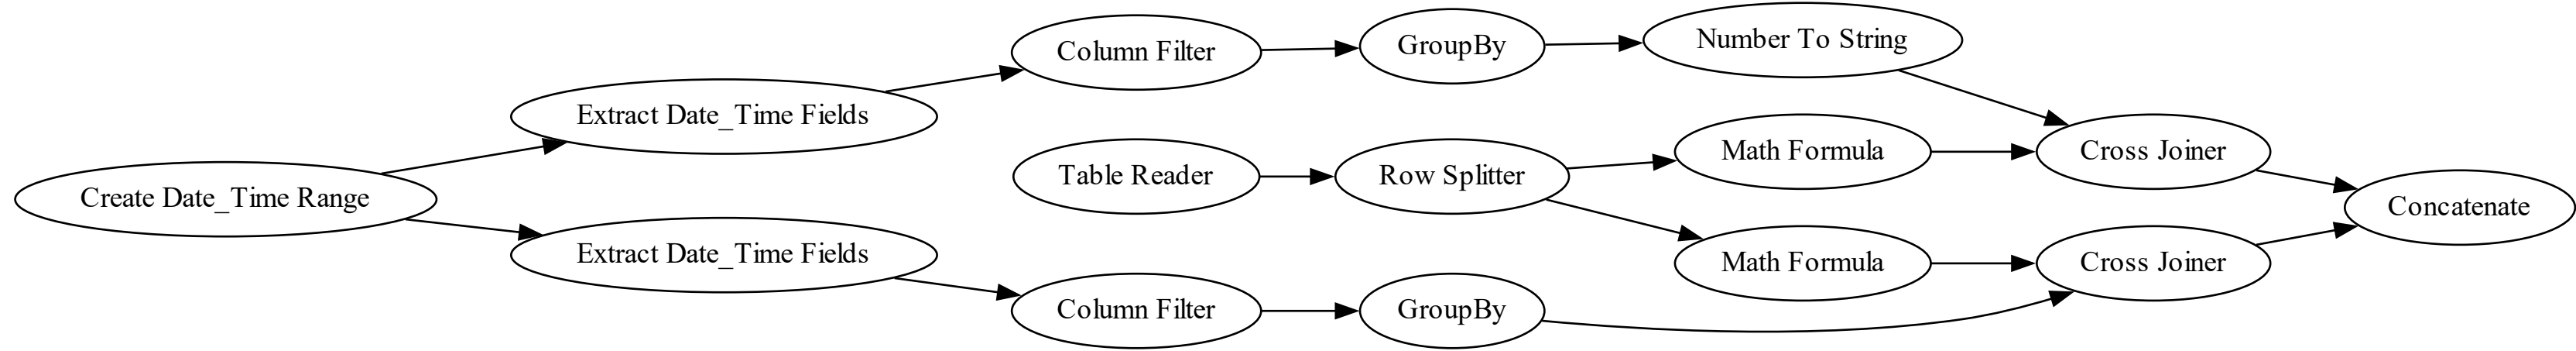 Create Date_Time Range
Extract Date_Time Fields
Column Filter
GroupBy
Number To String
Table Reader
Row Splitter
Math Formula
Cross Joiner
Extract Date_Time Fields
Column Filter
GroupBy
Math Formula
Cross Joiner
Concatenate